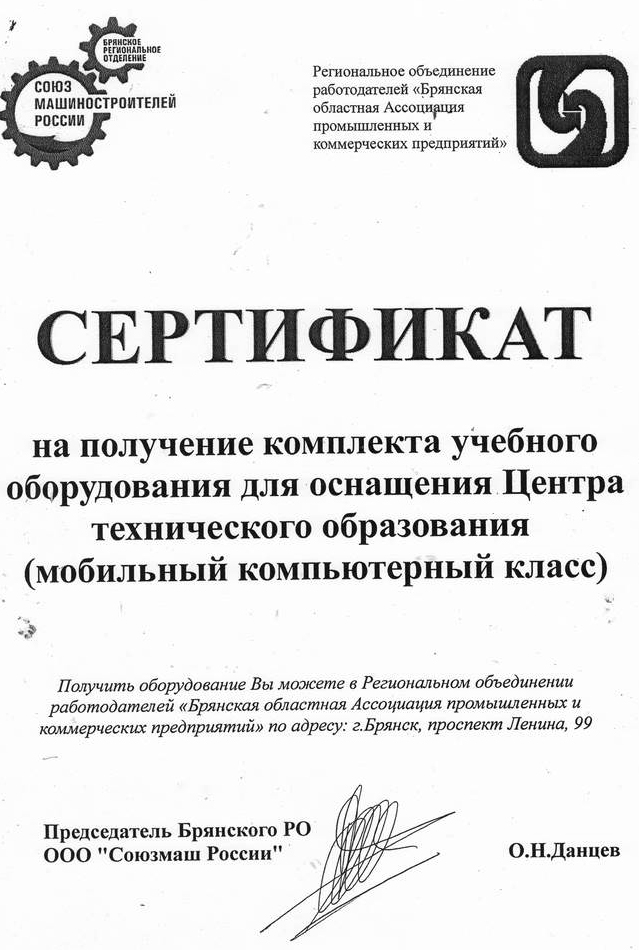 БРЯНСКОЕ
РЕГИОНАЛЬНОЕ
ОТДЕЛЕНИЕ
СОЮЗ
МАШИНОСТРОИТЕЛЕЙ
РОССИИ
Региональное объединение
работодателей «Брянская
областная Ассоциация
промышленных и
коммерческих предприятий»
СЕРТИФИКАТ
на получение комплекта учебного
оборудования для оснащения Центра
технического образования
(мобильный компьютерный класс)
Получить оборудование Вы можете в Региональном объединении
работодателей «Брянская областная Ассоциация промышленных и
коммерческих предприятий» по адресу: г.Брянск, проспект Ленина, 99
Председатель Брянского РО
ООО "Союзмаш России"
О.Н.Данцев